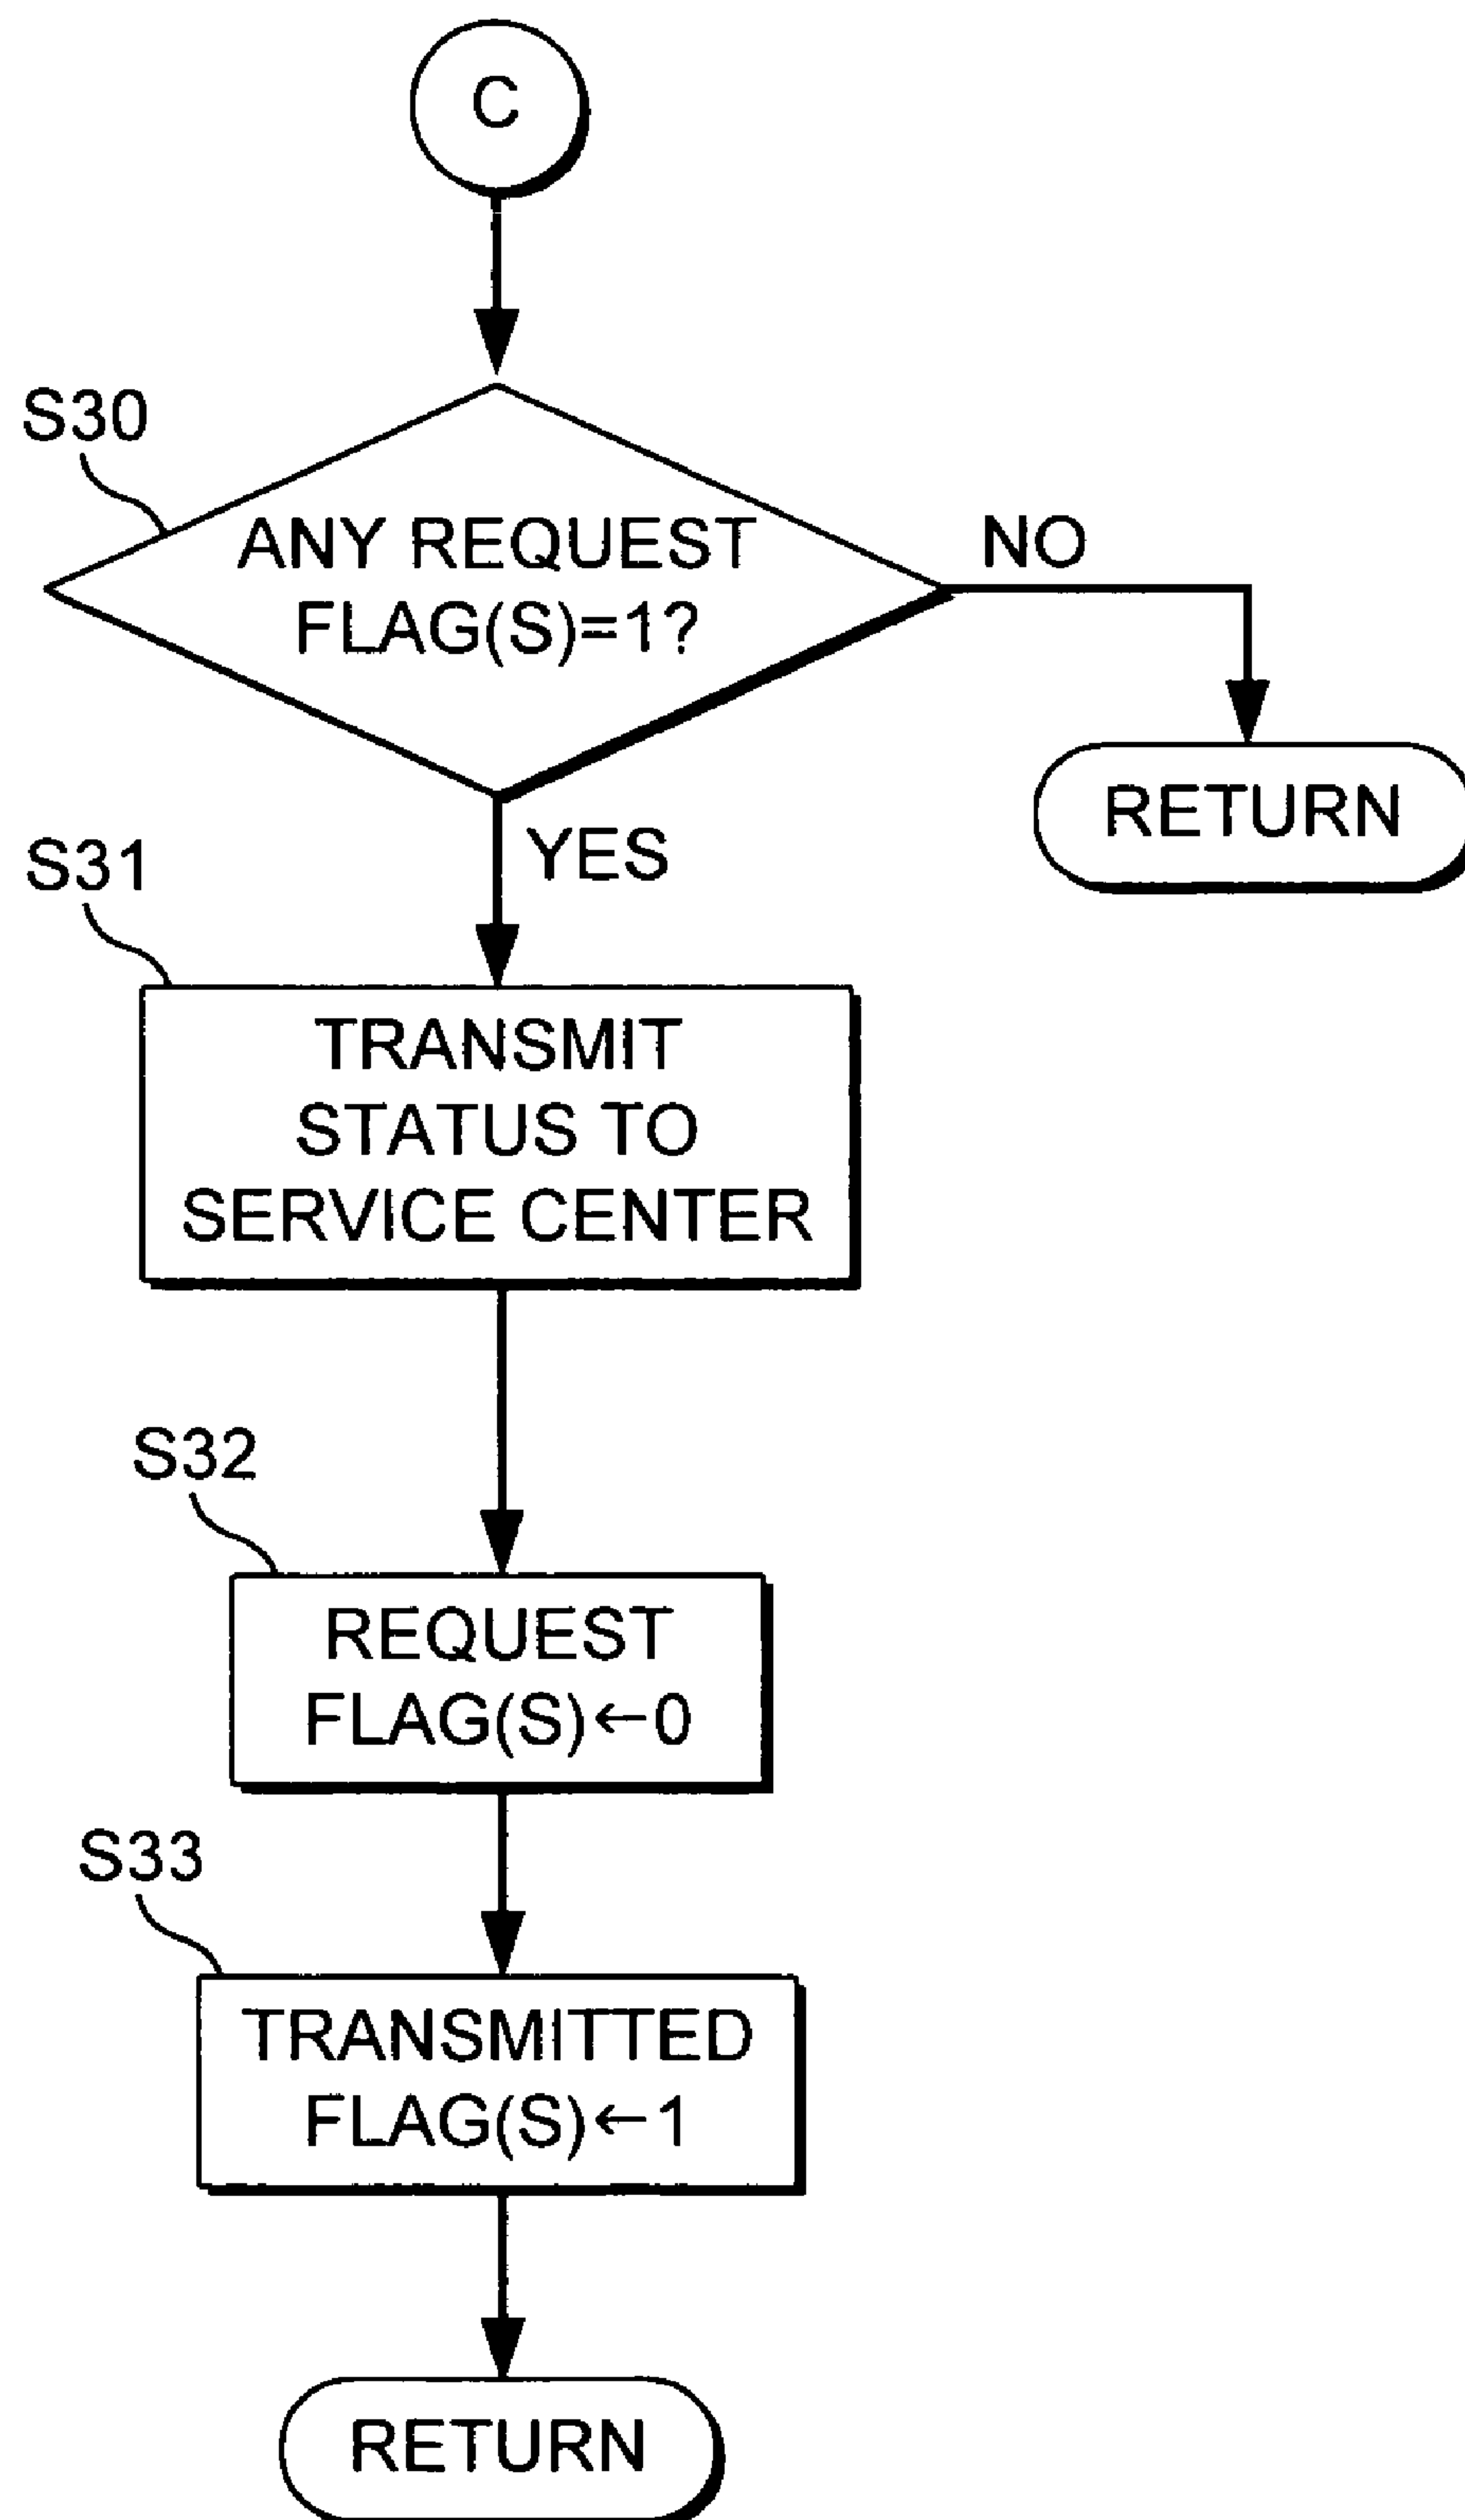 C
S30
ANY REQUEST
FLAG(S)=1?
NO
RETURN
YES
S31
TRANSMIT
STATUS TO
SERVICE CENTER
S32
REQUEST
FLAG(S)←0
S33
TRANSMITTED
FLAG(S)←1
RETURN